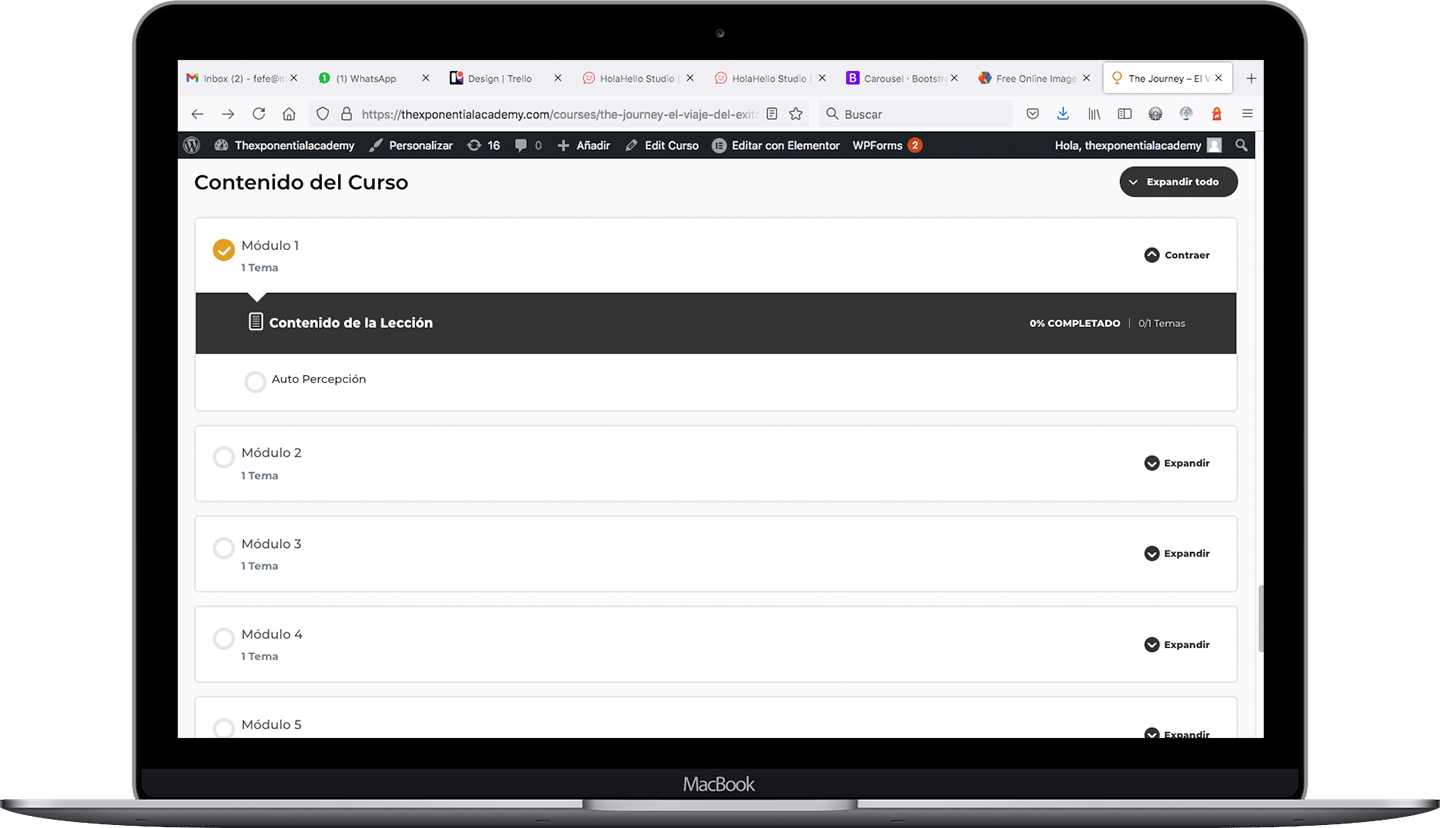 Inbox (2) - fefe@m
(1) WhatsApp
Design | Trello
HolaHello Studio |
HolaHello Studio |
Carousel · Bootstra
Free Online Image
The Journey – El V
https://thexponentialacademy.com/courses/the-journey-el-viaje-del-exito
Buscar
Thexponentialacademy
Personalizar
16
0
Añadir
Edit Curso
Editar con Elementor
WPForms 2
Hola, thexponentialacademy
Contenido del Curso
Expandir todo
Módulo 1
1 Tema
Contraer
Contenido de la Lección
0% COMPLETADO | 0/1 Temas
Auto Percepción
Módulo 2
1 Tema
Expandir
Módulo 3
1 Tema
Expandir
Módulo 4
1 Tema
Expandir
Módulo 5
Expandir
MacBook